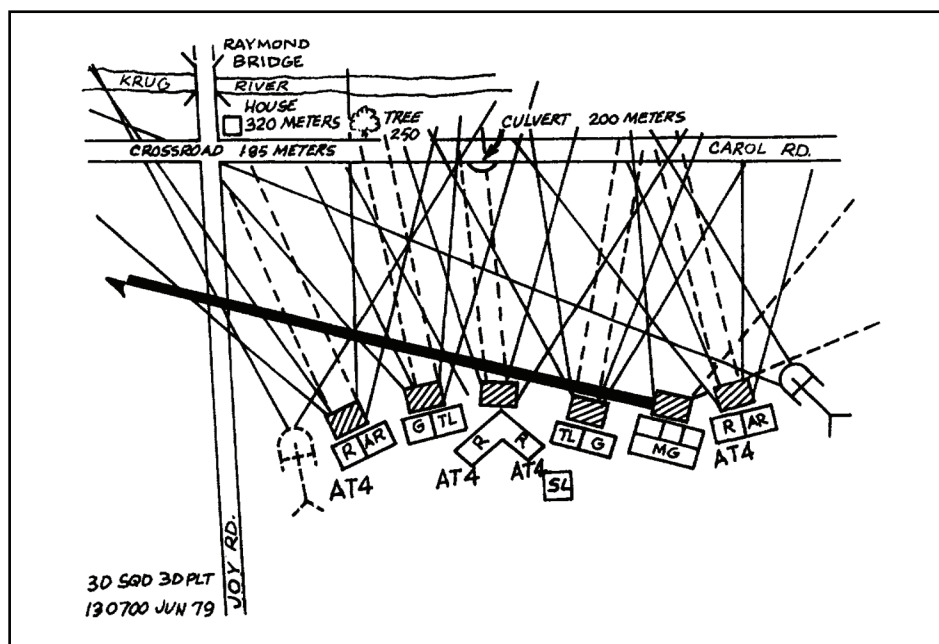 RAYMOND
BRIDGE
KRUG
RIVER
HOUSE
320 METERS
TREE
250
CULVERT
200 METERS
CROSSROAD 185 METERS
CAROL RD.
R AR
AT4
G TL
R R
AT4 AT4
SL
TL G
MG
R AR
AT4
JOY RD.
3D SQD 3D PLT
130700 JUN 79